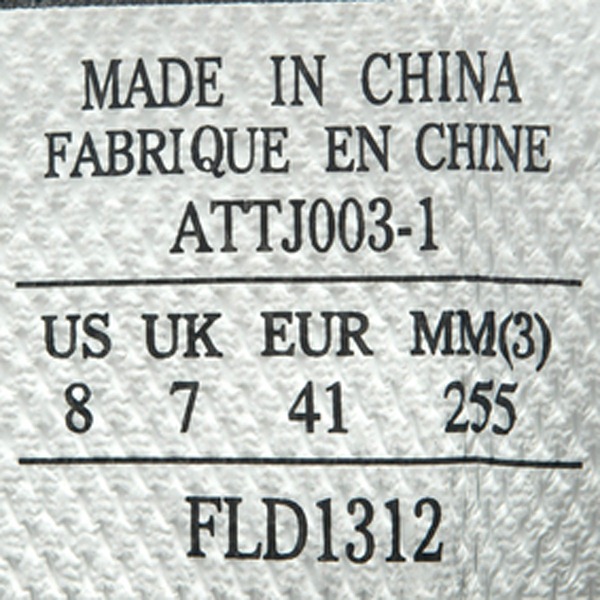 MADE IN CHINA
FABRIQUE EN CHINE
ATTJ003-1
US UK EUR MM(3)
8 7 41 255
FLD1312